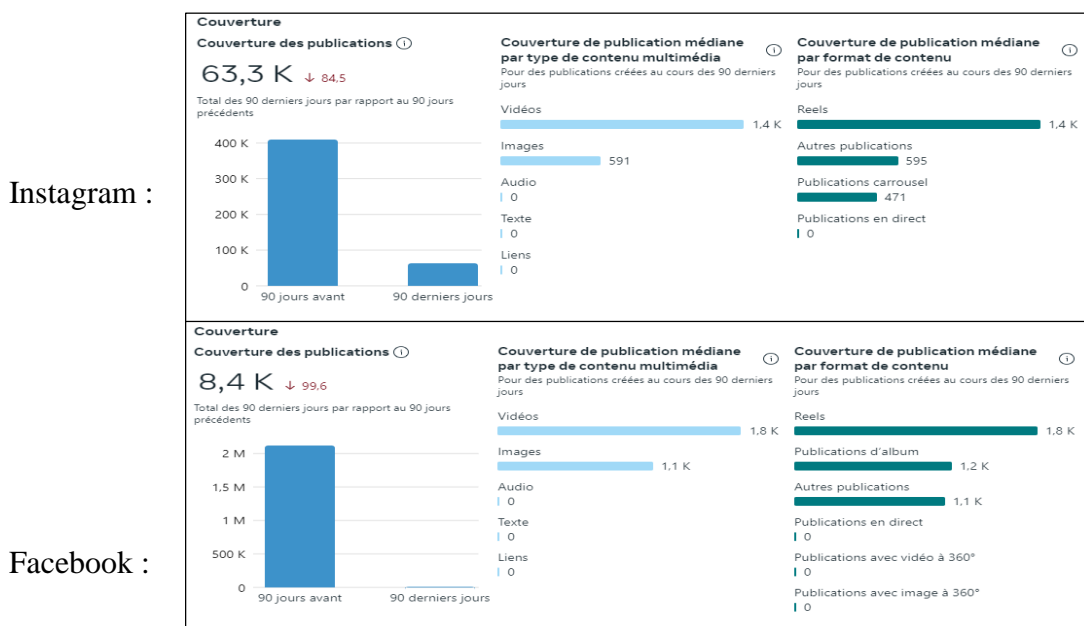 Instagram :
Couverture
Couverture des publications
63,3 K ↓ 84,5
Total des 90 derniers jours par rapport au 90 jours
précédents
400 K
300 K
200 K
100 K
0
90 jours avant
90 derniers jours
Couverture de publication médiane
par type de contenu multimédia
Pour des publications créées au cours des 90 derniers
jours
Vidéos
1,4 K
Images
591
Audio
0
Texte
0
Liens
0
Couverture de publication médiane
par format de contenu
Pour des publications créées au cours des 90 derniers
jours
Reels
1,4 K
Autres publications
595
Publications carrousel
471
Publications en direct
0
Facebook :
Couverture
Couverture des publications
8,4 K ↓ 99,6
Total des 90 derniers jours par rapport au 90 jours
précédents
2 M
1,5 M
1 M
500 K
0
90 jours avant
90 derniers jours
Couverture de publication médiane
par type de contenu multimédia
Pour des publications créées au cours des 90 derniers
jours
Vidéos
1,8 K
Images
1,1 K
Audio
0
Texte
0
Liens
0
Couverture de publication médiane
par format de contenu
Pour des publications créées au cours des 90 derniers
jours
Reels
1,8 K
Publications d'album
1,2 K
Autres publications
1,1 K
Publications en direct
0
Publications avec vidéo à 360°
0
Publications avec image à 360°
0